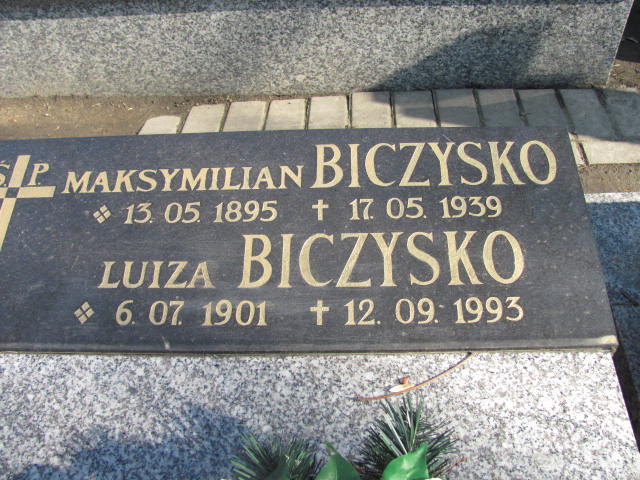 Ś.P. MAKSYMILIAN BICZYSKO
13.05.1895 17.05.1939
LUIZA BICZYSKO
6.07.1901 12.09.1993